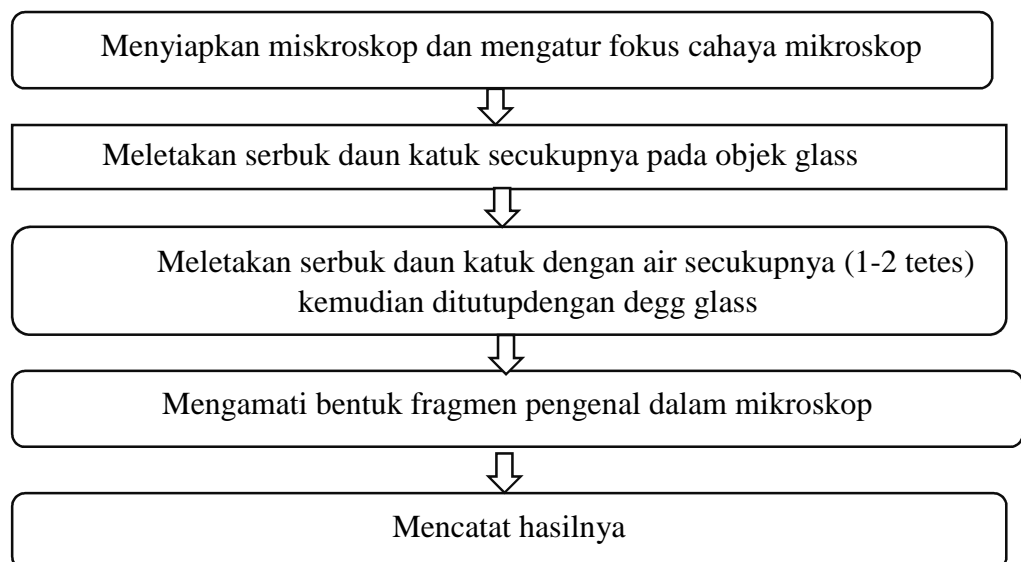 Menyiapkan miskroskop dan mengatur fokus cahaya mikroskop
Meletakan serbuk daun katuk secukupnya pada objek glass
Meletakan serbuk daun katuk dengan air secukupnya (1-2 tetes)
kemudian ditutupdengan degg glass
Mengamati bentuk fragmen pengenal dalam mikroskop
Mencatat hasilnya